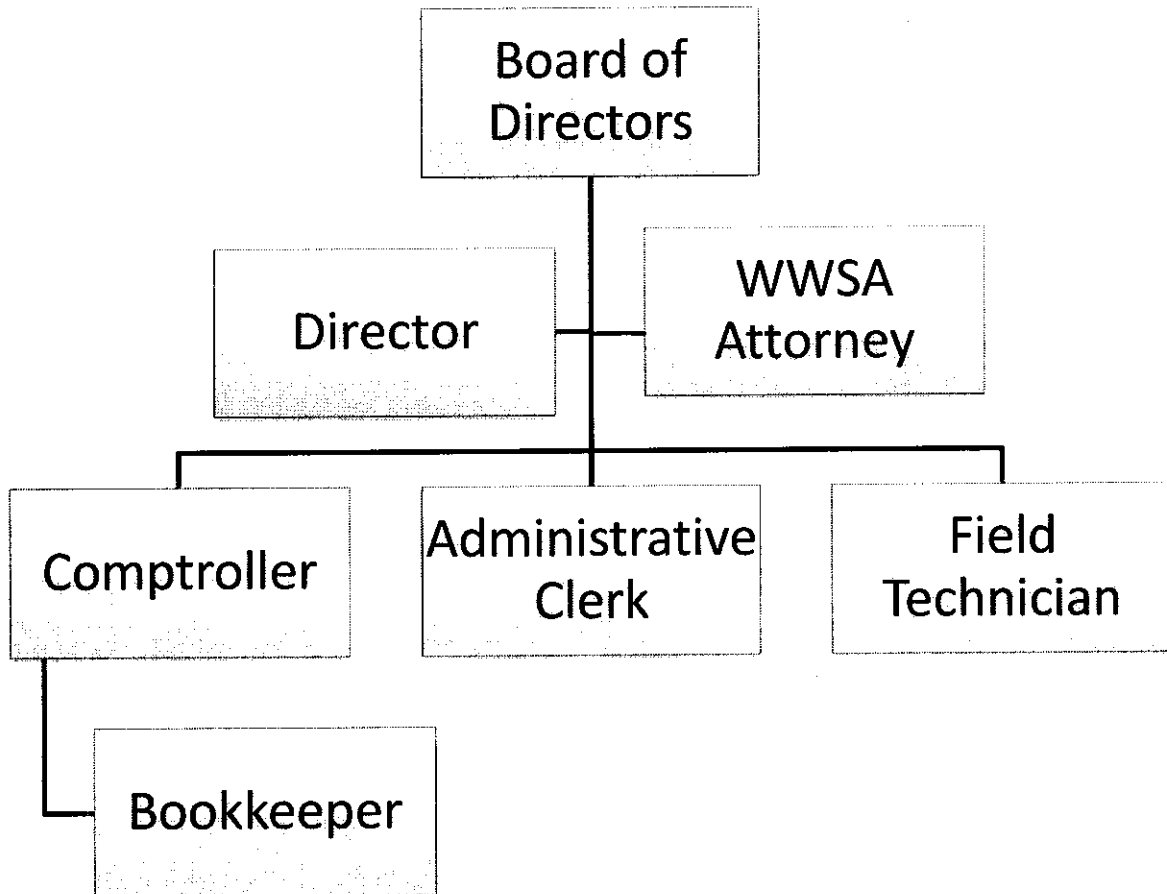 Board of
Directors
Director
WWSA
Attorney
Comptroller
Administrative
Clerk
Field
Technician
Bookkeeper